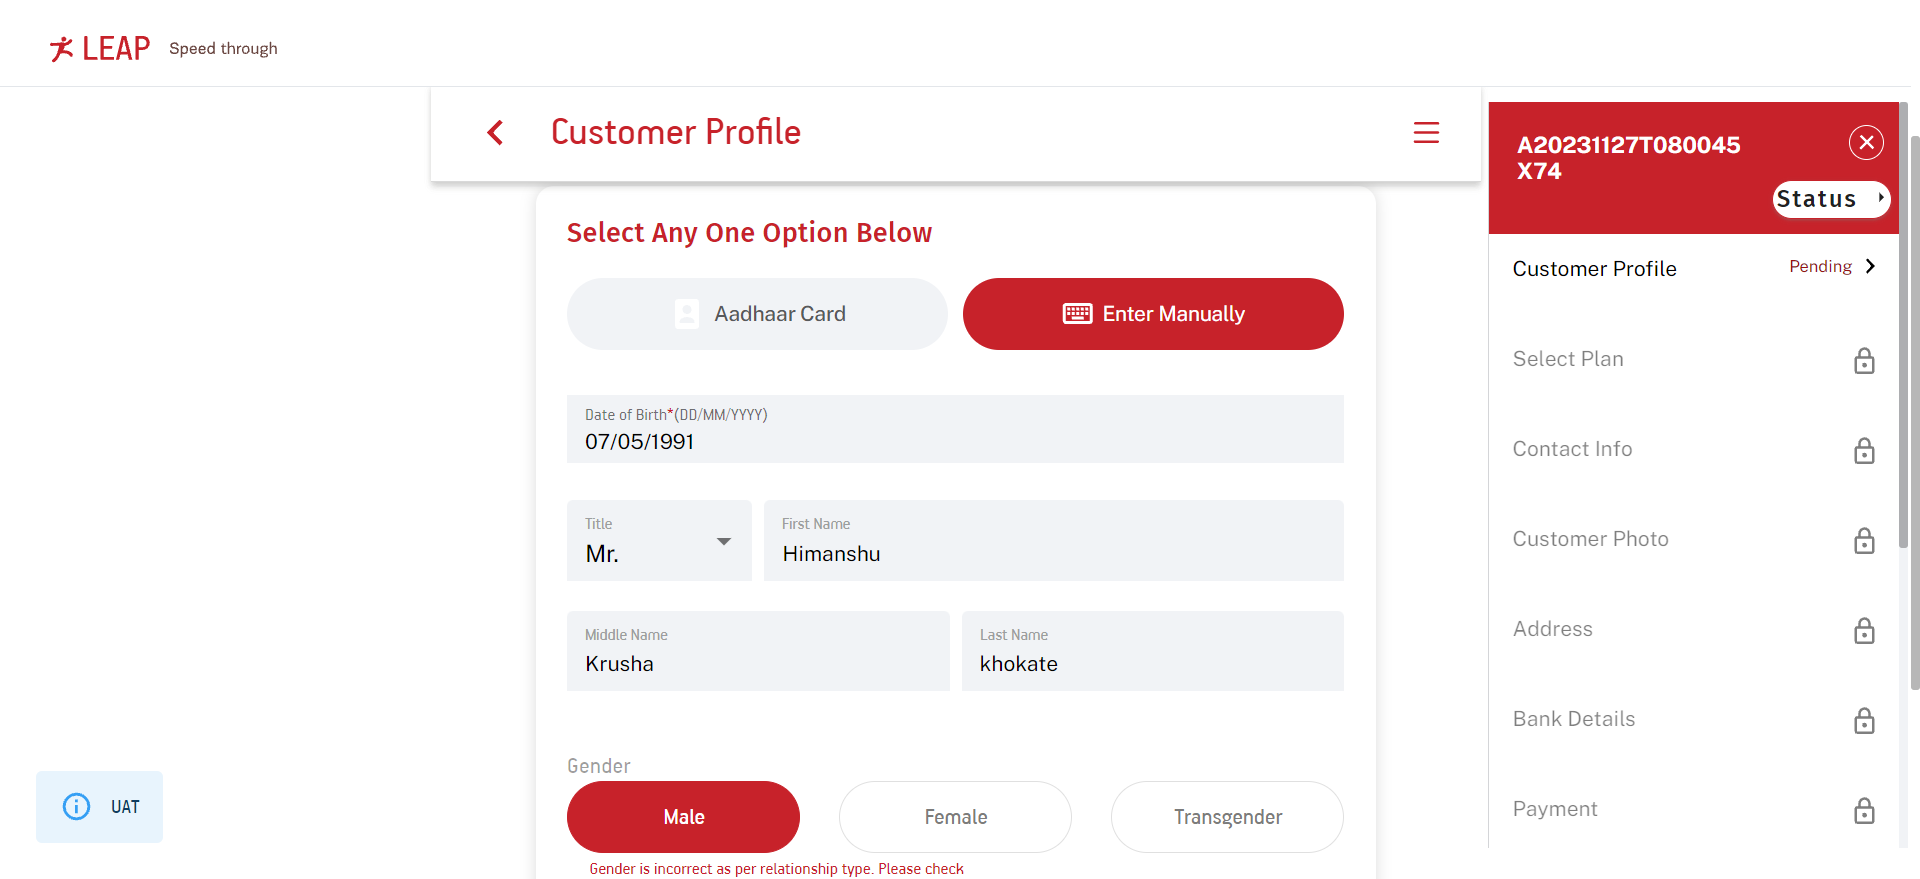 LEAP Speed through
Customer Profile
A20231127T080045
X74
Status
Select Any One Option Below
Aadhaar Card
Enter Manually
Date of Birth*(DD/MM/YYYY)
07/05/1991
Title
Mr.
First Name
Himanshu
Middle Name
Krusha
Last Name
khokate
Gender
Male
Female
Transgender
Gender is incorrect as per relationship type. Please check
Customer Profile Pending
Select Plan
Contact Info
Customer Photo
Address
Bank Details
Payment
UAT